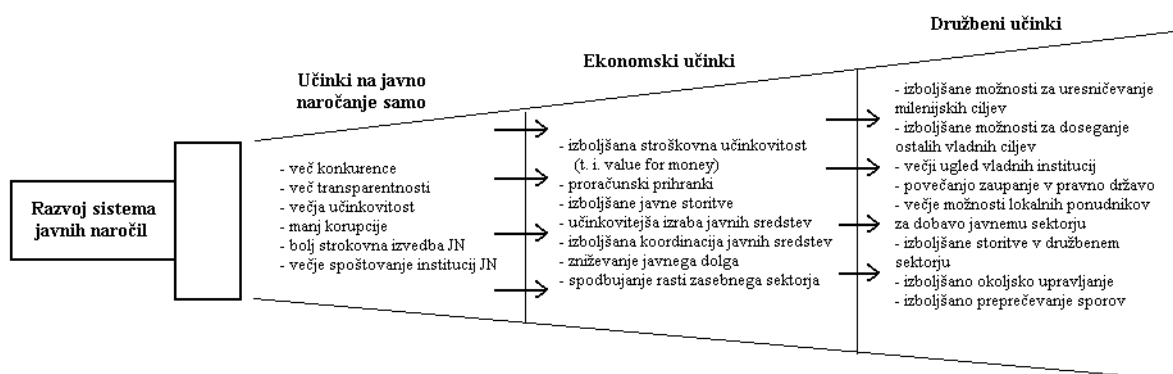 Razvoj sistema
javnih naročil
Učinki na javno
naročanje samo
- več konkurence
- več transparentnosti
- večja učinkovitost
- manj korupcije
- bolj strokovna izvedba JN
- večje spoštovanje institucij JN
Ekonomski učinki
- izboljšana stroškovna učinkovitost
(t. i. value for money)
- proračunski prihranki
- izboljšane javne storitve
- učinkovitejša izraba javnih sredstev
- izboljšana koordinacija javnih sredstev
- zniževanje javnega dolga
- spodbujanje rasti zasebnega sektorja
Družbeni učinki
- izboljšane možnosti za uresničevanje
milenijskih ciljev
- izboljšane možnosti za doseganje
ostalih vladnih ciljev
- večji ugled vladnih institucij
- povečanjo zaupanje v pravno državo
- večje možnosti lokalnih ponudnikov
za dobavo javnemu sektorju
- izboljšane storitve v družbenem
sektorju
- izboljšano okoljsko upravljanje
- izboljšano preprečevanje sporov